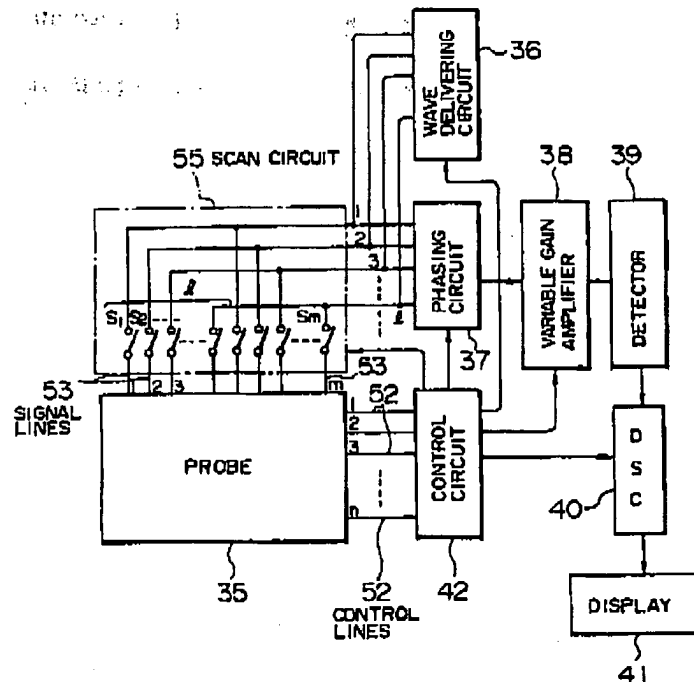 36
WAVE
DELIVERING
CIRCUIT
55 SCAN CIRCUIT
38
39
1
2
3
PHASING
CIRCUIT
37
VARIABLE GAIN
AMPLIFIER
DETECTOR
l
l
S1 S2
Sm
53
SIGNAL
LINES
2 3
m
53
PROBE
35
1
2
3
n
52
52
CONTROL
LINES
CONTROL
CIRCUIT
42
DSC
40
DISPLAY
41